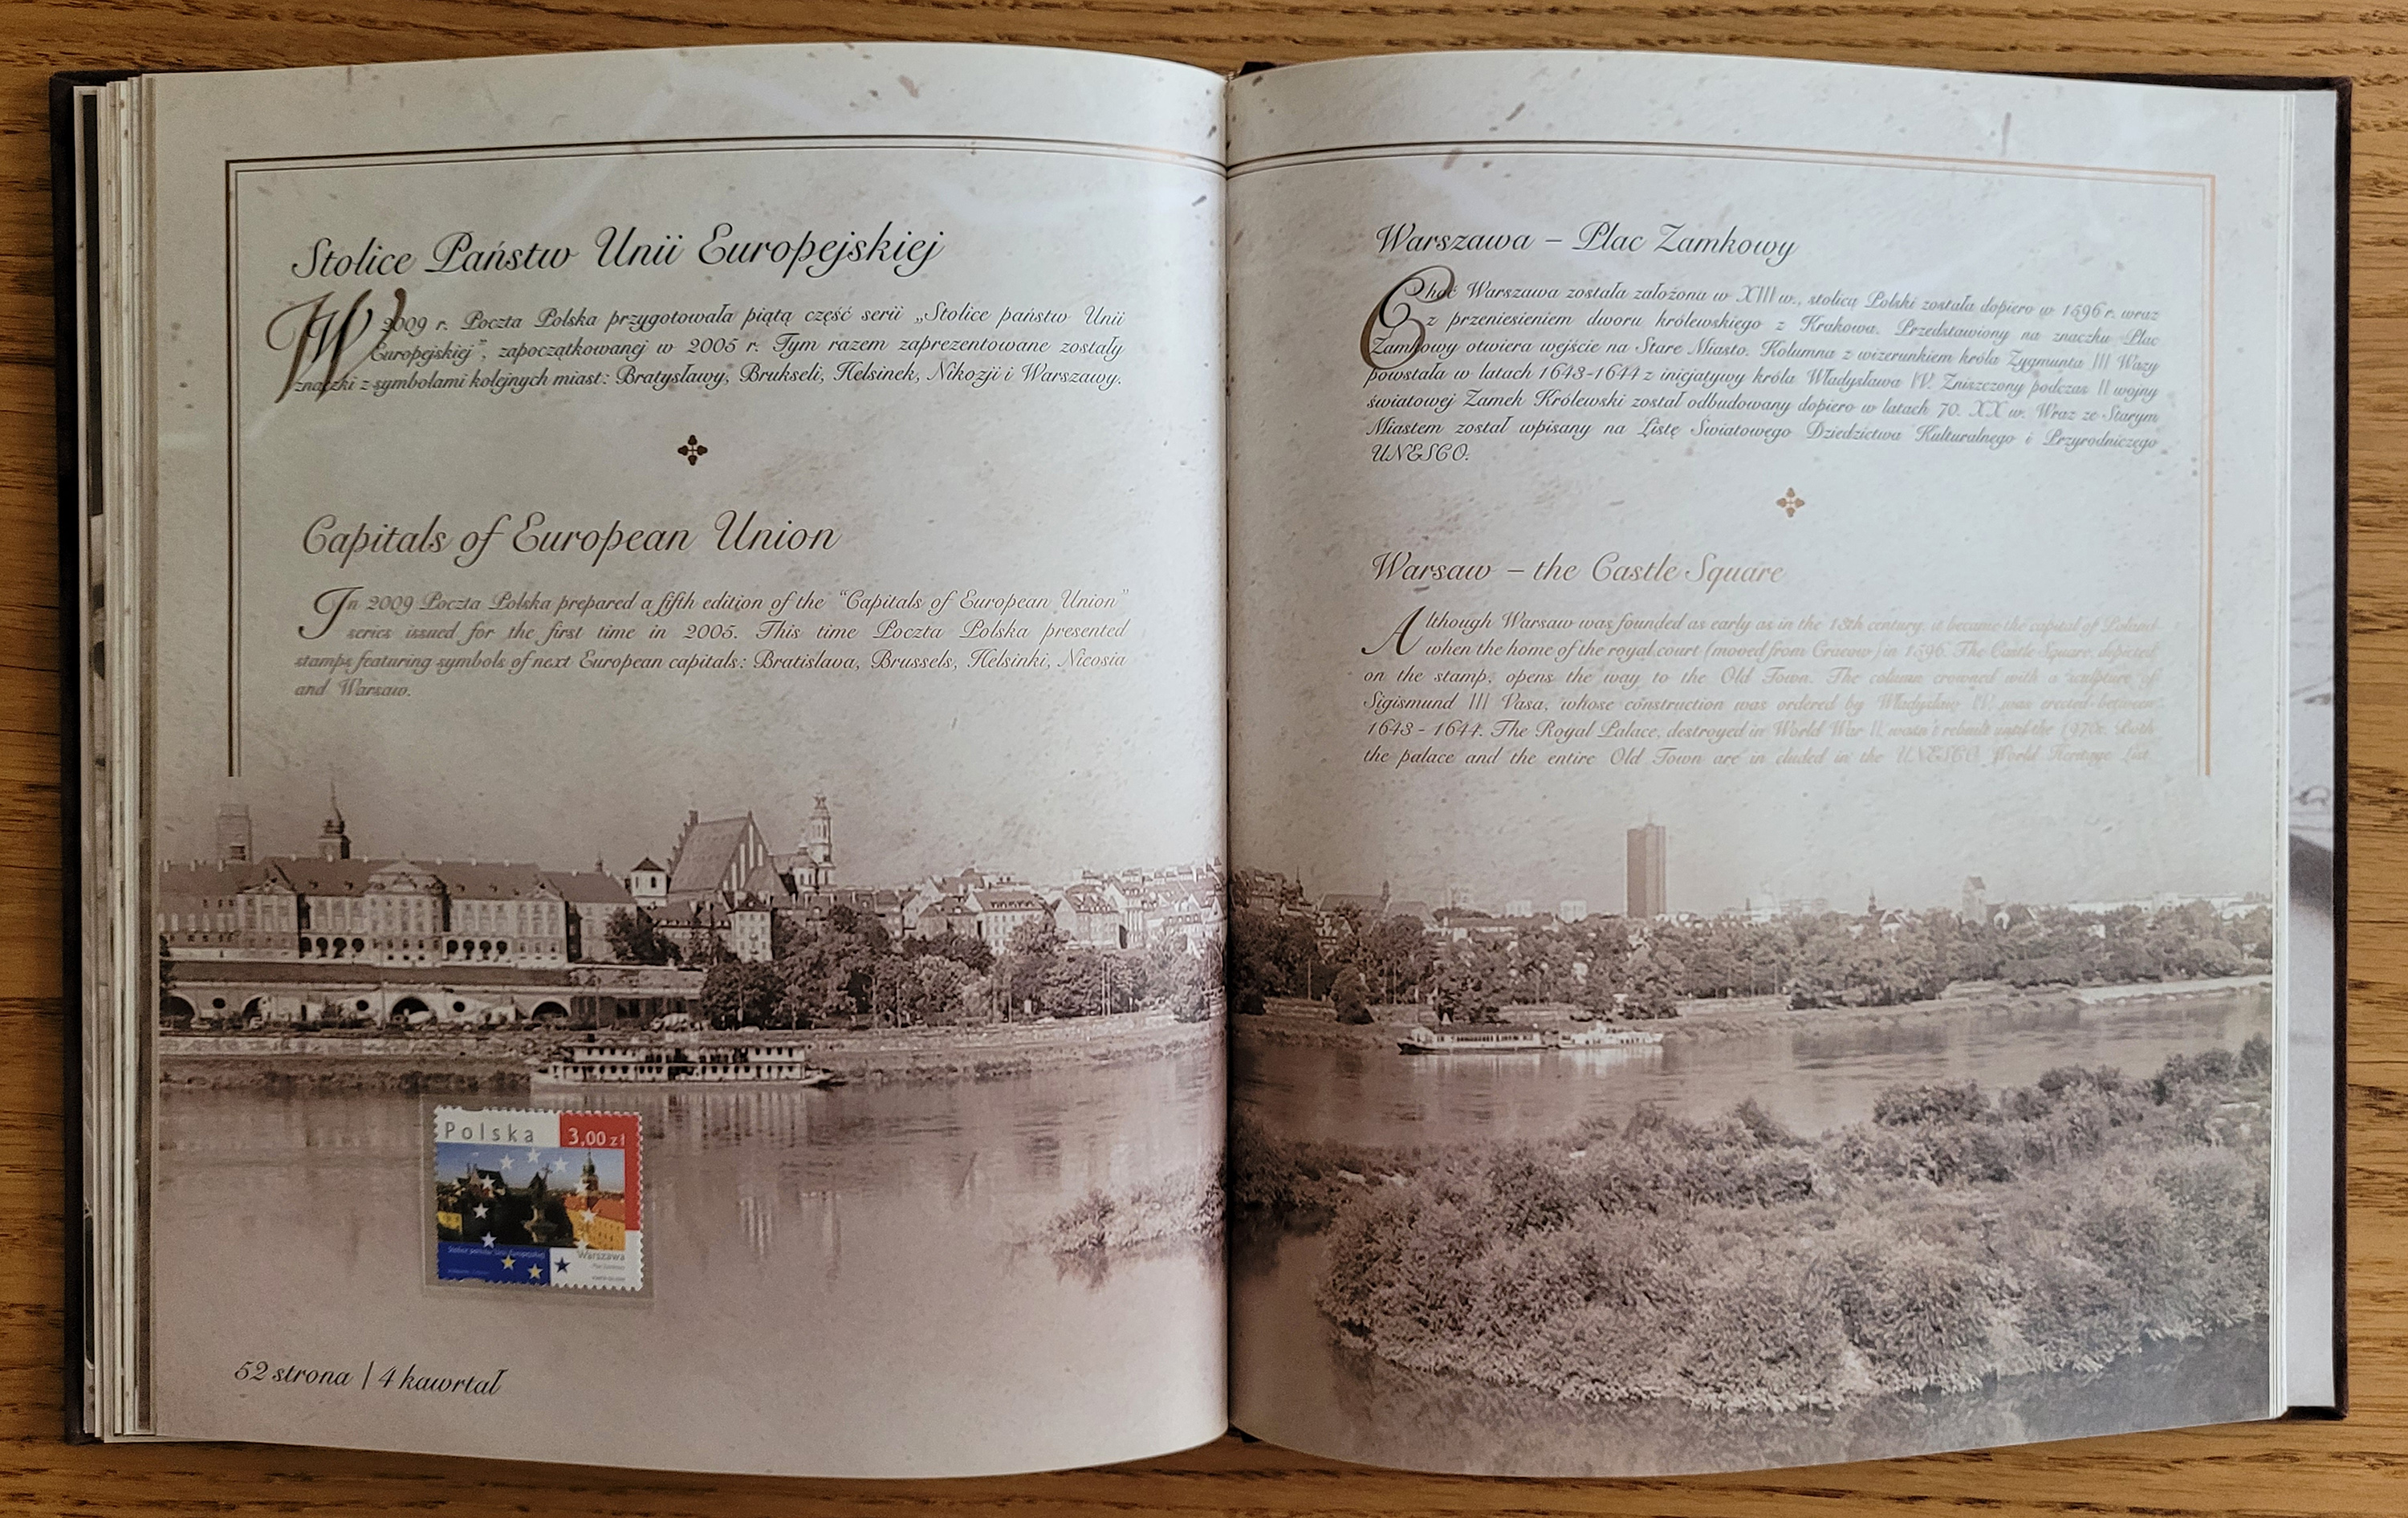 Stolice Państw Unii Europejskiej
W 2009 r. Poczta Polska przygotowała piątą część serii „Stolice państw Unii
Europejskiej”, zapoczątkowanej w 2005 r. Tym razem zaprezentowane zostały
znaczki z symbolami kolejnych miast: Bratysławy, Brukseli, Helsinek, Nikozji i Warszawy.
Capitals of European Union
In 2009 Poczta Polska prepared a fifth edition of the “Capitals of European Union”
series issued for the first time in 2005. This time Poczta Polska presented
stamps featuring symbols of next European capitals: Bratislava, Brussels, Helsinki, Nicosia
and Warsaw.
Polska 3,00 zł
Stolice państw Unii Europejskiej
Warszawa
52 strona | 4 kawrtał
Warszawa – Plac Zamkowy
Choć Warszawa została założona w XIII w., stolicą Polski została dopiero w 1596 r. wraz
z przeniesieniem dworu królewskiego z Krakowa. Przedstawiony na znaczku Plac
Zamkowy otwiera wejście na Stare Miasto. Kolumna z wizerunkiem króla Zygmunta III Wazy
powstała w latach 1643-1644 z inicjatywy króla Władysława IV. Zniszczony podczas II wojny
światowej Zamek Królewski został odbudowany dopiero w latach 70. XX w. Wraz ze Starym
Miastem został wpisany na Listę Światowego Dziedzictwa Kulturalnego i Przyrodniczego
UNESCO.
Warsaw – the Castle Square
Although Warsaw was founded as early as in the 13th century, it became the capital of Poland
when the home of the royal court (moved from Cracow) in 1596. The Castle Square, depicted
on the stamp, opens the way to the Old Town. The column crowned with a sculpture of
Sigismund III Vasa, whose construction was ordered by Władysław IV, was erected between
1643 - 1644. The Royal Palace, destroyed in World War II, wasn't rebuilt until the 1970s. Both
the palace and the entire Old Town are in cluded in the UNESCO World Heritage List.